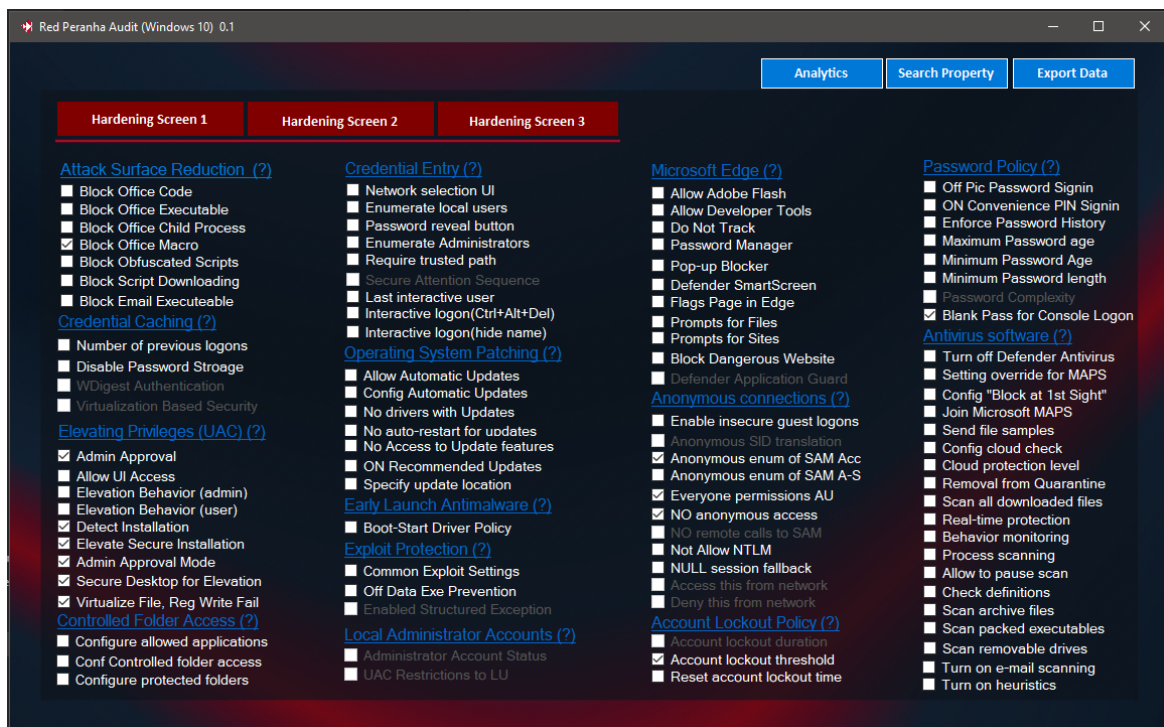 Red Peranha Audit (Windows 10) 0.1
Analytics
Search Property
Export Data
Hardening Screen 1
Hardening Screen 2
Hardening Screen 3
Attack Surface Reduction (?)
Block Office Code
Block Office Executable
Block Office Child Process
Block Office Macro
Block Obfuscated Scripts
Block Script Downloading
Block Email Executeable
Credential Caching (?)
Number of previous logons
Disable Password Stroage
WDigest Authentication
Virtualization Based Security
Elevating Privileges (UAC) (?)
Admin Approval
Allow UI Access
Elevation Behavior (admin)
Elevation Behavior (user)
Detect Installation
Elevate Secure Installation
Admin Approval Mode
Secure Desktop for Elevation
Virtualize File, Reg Write Fail
Controlled Folder Access (?)
Configure allowed applications
Conf Controlled folder access
Configure protected folders
Credential Entry (?)
Network selection UI
Enumerate local users
Password reveal button
Enumerate Administrators
Require trusted path
Secure Attention Sequence
Last interactive user
Interactive logon(Ctrl+Alt+Del)
Interactive logon(hide name)
Operating System Patching (?)
Allow Automatic Updates
Config Automatic Updates
No drivers with Updates
No auto-restart for updates
No Access to Update features
ON Recommended Updates
Specify update location
Early Launch Antimalware (?)
Boot-Start Driver Policy
Exploit Protection (?)
Common Exploit Settings
Off Data Exe Prevention
Enabled Structured Exception
Local Administrator Accounts (?)
Administrator Account Status
UAC Restrictions to LU
Microsoft Edge (?)
Allow Adobe Flash
Allow Developer Tools
Do Not Track
Password Manager
Pop-up Blocker
Defender SmartScreen
Flags Page in Edge
Prompts for Files
Prompts for Sites
Block Dangerous Website
Defender Application Guard
Anonymous connections (?)
Enable insecure guest logons
Anonymous SID translation
Anonymous enum of SAM Acc
Anonymous enum of SAM A-S
Everyone permissions AU
NO anonymous access
NO remote calls to SAM
Not Allow NTLM
NULL session fallback
Access this from network
Deny this from network
Account Lockout Policy (?)
Account lockout duration
Account lockout threshold
Reset account lockout time
Password Policy (?)
Off Pic Password Signin
ON Convenience PIN Signin
Enforce Password History
Maximum Password age
Minimum Password Age
Minimum Password length
Password Complexity
Blank Pass for Console Logon
Antivirus software (?)
Turn off Defender Antivirus
Setting override for MAPS
Config "Block at 1st Sight"
Join Microsoft MAPS
Send file samples
Config cloud check
Cloud protection level
Removal from Quarantine
Scan all downloaded files
Real-time protection
Behavior monitoring
Process scanning
Allow to pause scan
Check definitions
Scan archive files
Scan packed executables
Scan removable drives
Turn on e-mail scanning
Turn on heuristics